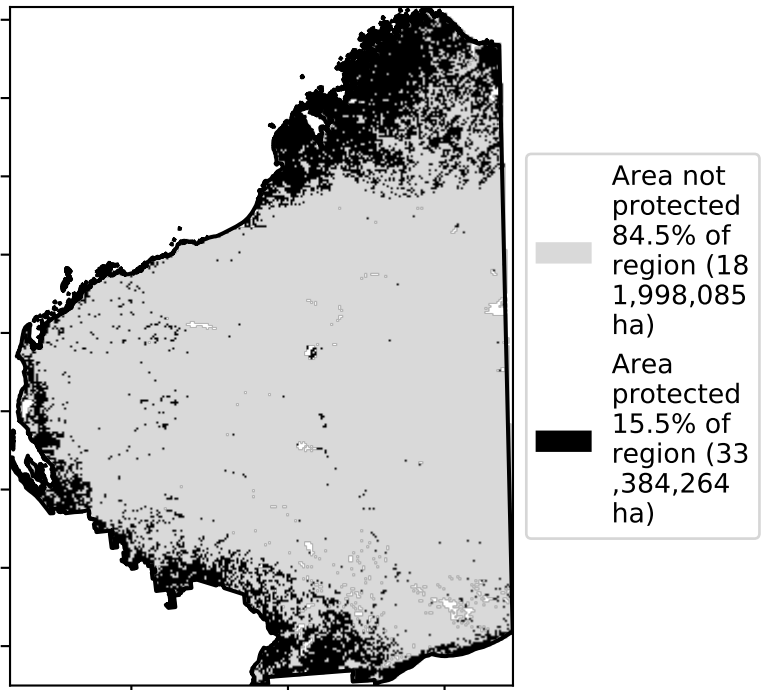 Area not
protected
84.5% of
region (18
1,998,085
ha)
Area
protected
15.5% of
region (33
,384,264
ha)